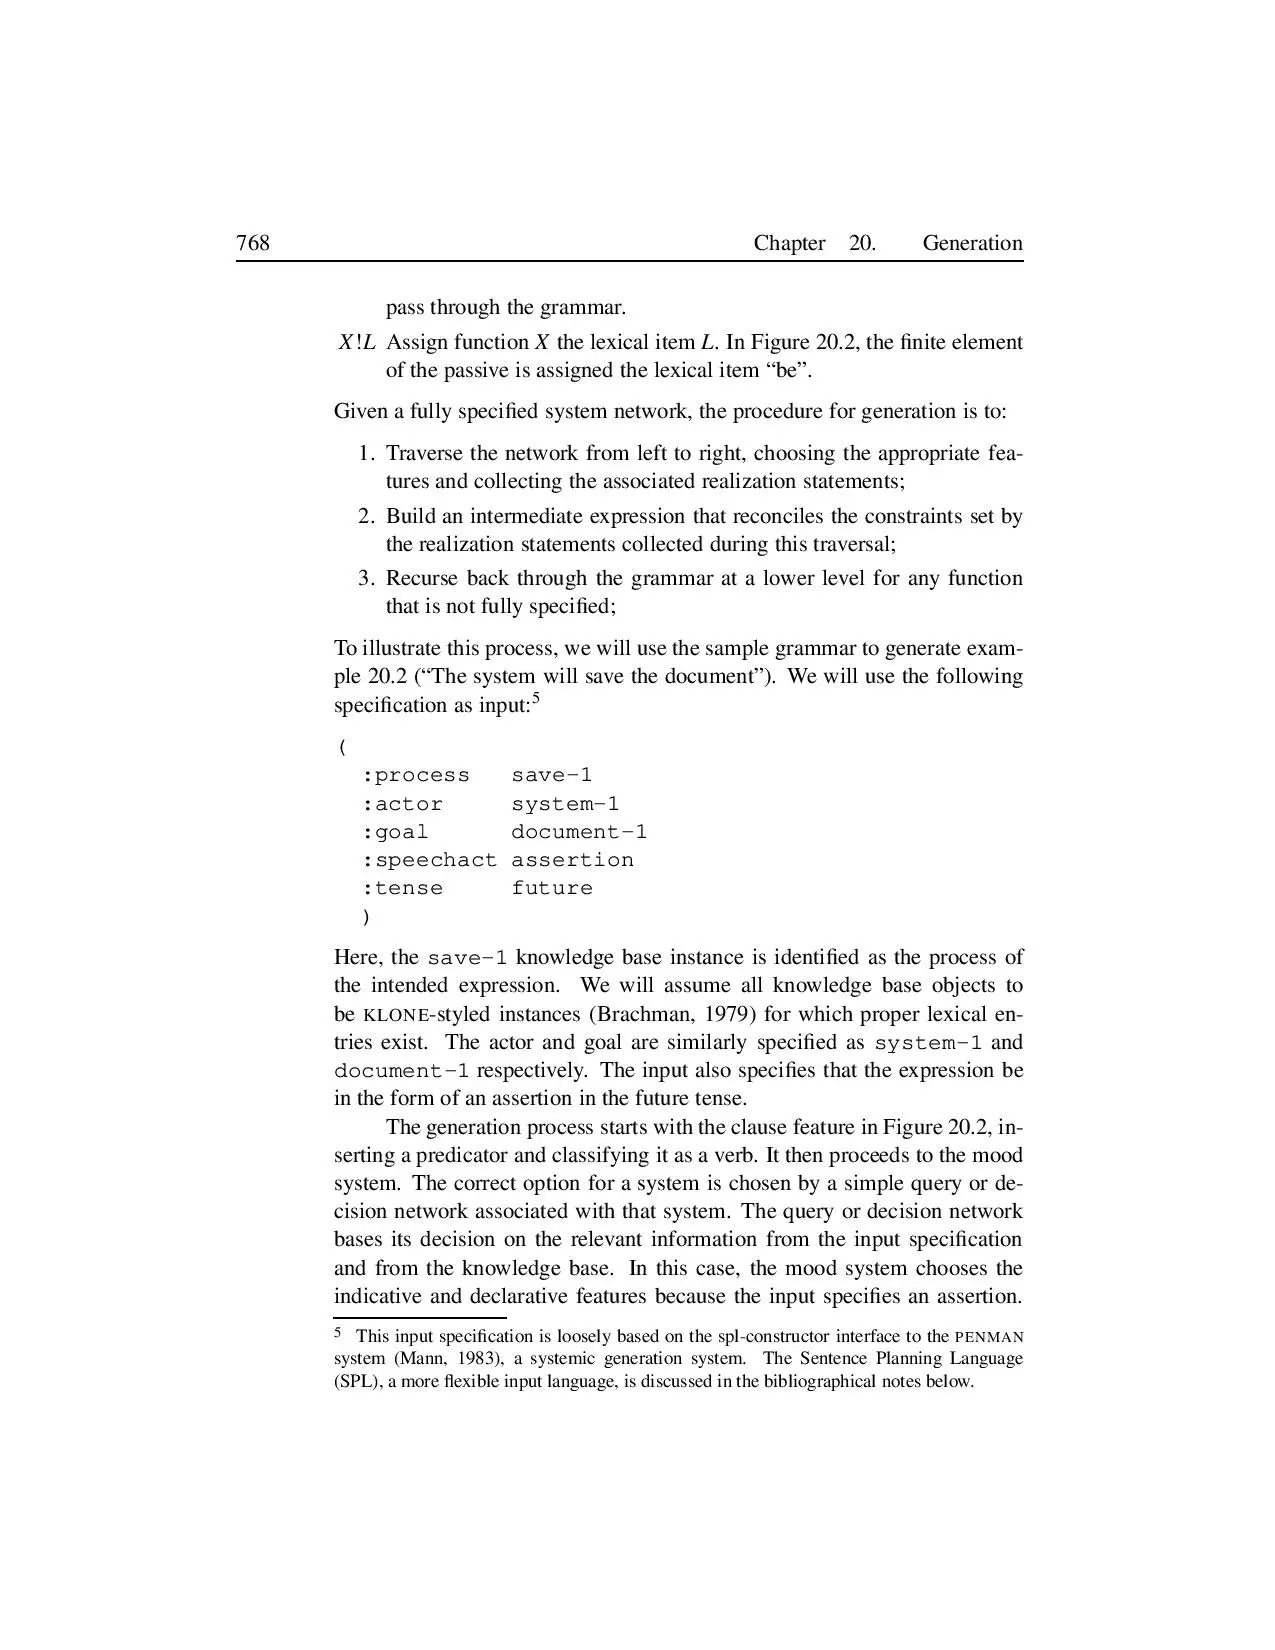 768 Chapter 20. Generation
pass through the grammar.
X!L Assign function X the lexical item L. In Figure 20.2, the finite element
of the passive is assigned the lexical item “be”.
Given a fully specified system network, the procedure for generation is to:
1. Traverse the network from left to right, choosing the appropriate fea-
tures and collecting the associated realization statements;
2. Build an intermediate expression that reconciles the constraints set by
the realization statements collected during this traversal;
3. Recurse back through the grammar at a lower level for any function
that is not fully specified;
To illustrate this process, we will use the sample grammar to generate exam-
ple 20.2 (“The system will save the document”). We will use the following
specification as input:5
(
:process save-1
:actor system-1
:goal document-1
:speechact assertion
:tense future
)
Here, the save-1 knowledge base instance is identified as the process of
the intended expression. We will assume all knowledge base objects to
be KLONE-styled instances (Brachman, 1979) for which proper lexical en-
tries exist. The actor and goal are similarly specified as system-1 and
document-1 respectively. The input also specifies that the expression be
in the form of an assertion in the future tense.
The generation process starts with the clause feature in Figure 20.2, in-
serting a predicator and classifying it as a verb. It then proceeds to the mood
system. The correct option for a system is chosen by a simple query or de-
cision network associated with that system. The query or decision network
bases its decision on the relevant information from the input specification
and from the knowledge base. In this case, the mood system chooses the
indicative and declarative features because the input specifies an assertion.
5 This input specification is loosely based on the spl-constructor interface to the PENMAN
system (Mann, 1983), a systemic generation system. The Sentence Planning Language
(SPL), a more flexible input language, is discussed in the bibliographical notes below.